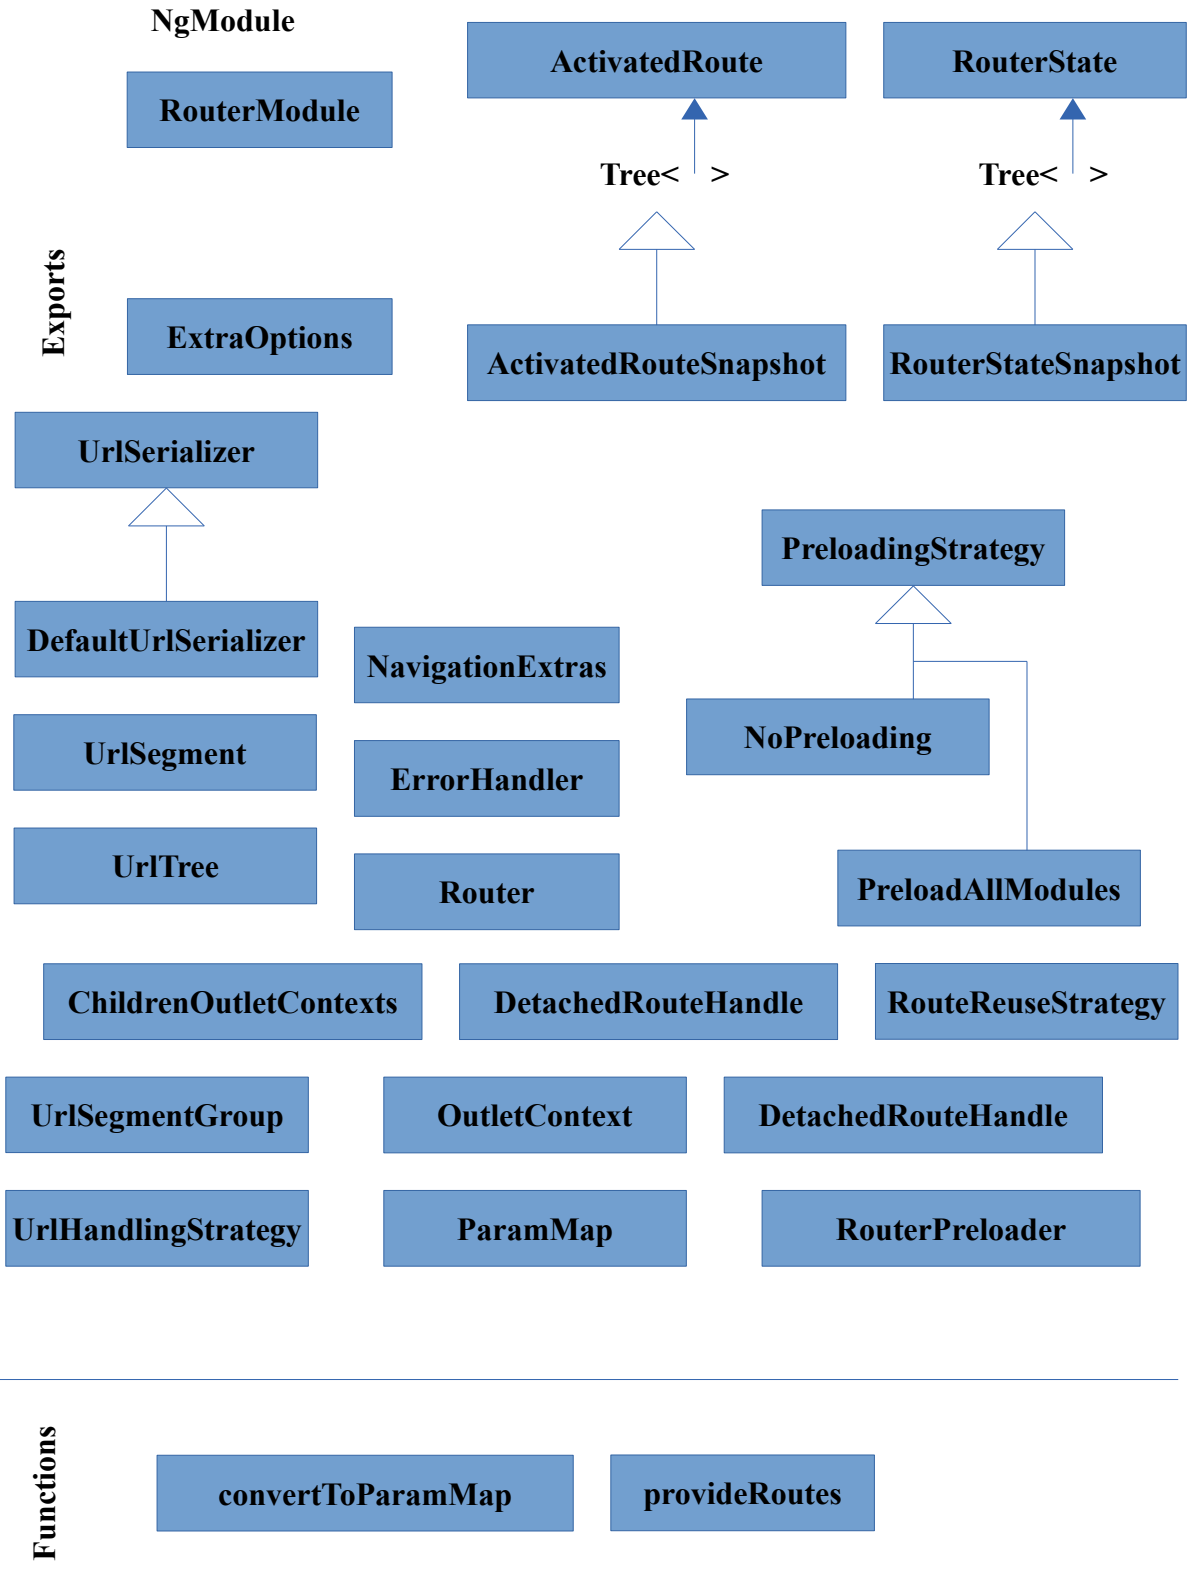 NgModule
ActivatedRoute
RouterState
RouterModule
Tree< >
Tree< >
Exports
ExtraOptions
ActivatedRouteSnapshot
RouterStateSnapshot
UrlSerializer
PreloadingStrategy
DefaultUrlSerializer
NavigationExtras
UrlSegment
NoPreloading
ErrorHandler
UrlTree
Router
PreloadAllModules
ChildrenOutletContexts
DetachedRouteHandle
RouteReuseStrategy
UrlSegmentGroup
OutletContext
DetachedRouteHandle
UrlHandlingStrategy
ParamMap
RouterPreloader
Functions
convertToParamMap
provideRoutes